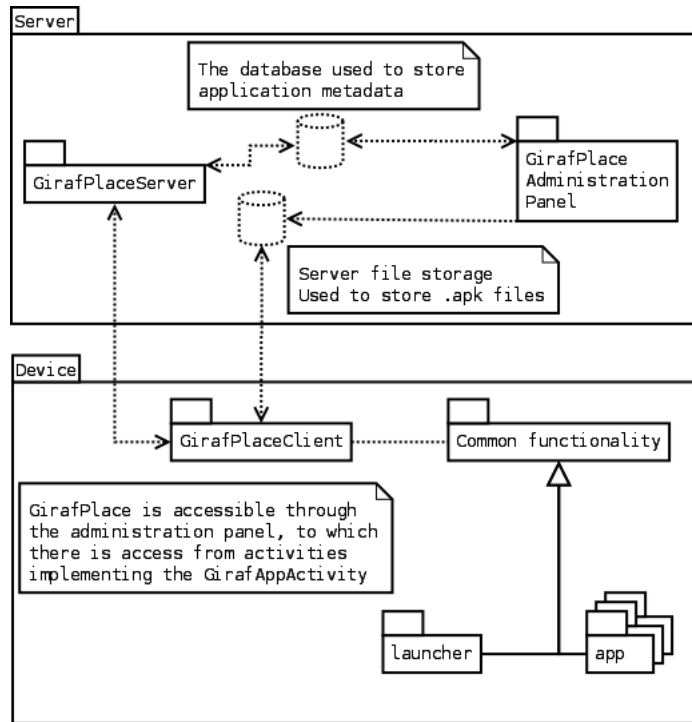 Server
The database used to store
application metadata
GirafPlaceServer
GirafPlace
Administration
Panel
Server file storage
Used to store .apk files
Device
GirafPlaceClient
Common functionality
GirafPlace is accessible through
the administration panel, to which
there is access from activities
implementing the GirafAppActivity
launcher
app